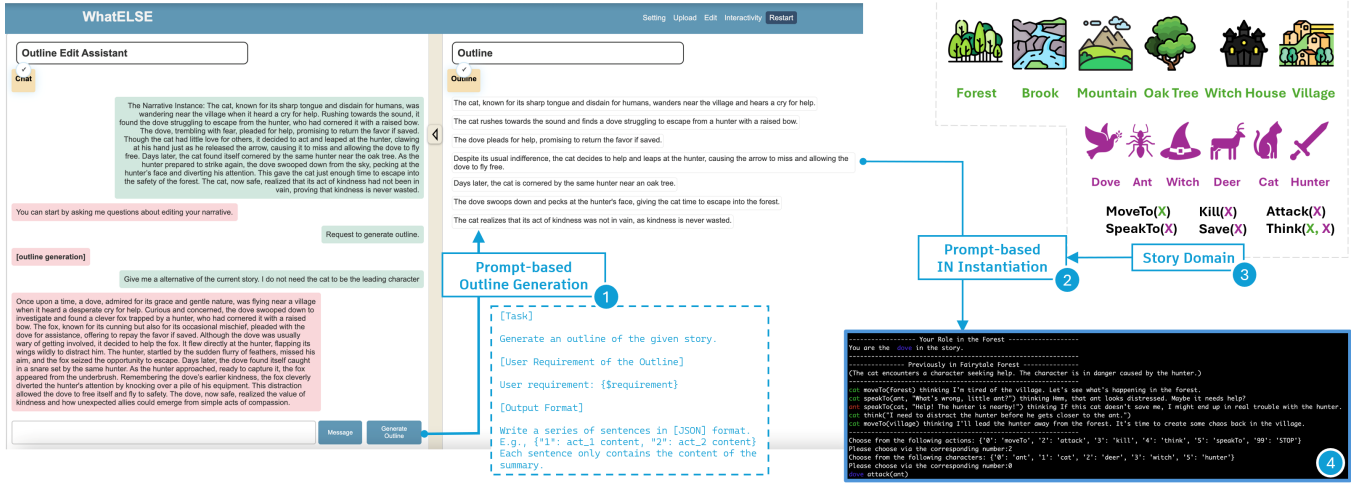 WhatELSE
Setting Upload Edit Interactivity Restart
Outline Edit Assistant
✓
Chat
The Narrative Instance: The cat, known for its sharp tongue and disdain for humans, was
wandering near the village when it heard a cry for help. Rushing towards the sound, it
found the dove struggling to escape from the hunter, who had cornered it with a raised bow.
The dove, trembling with fear, pleaded for help, promising to return the favor if saved.
Though the cat had little love for others, it decided to act and leaped at the hunter, clawing
at his hand just as he released the arrow, causing it to miss and allowing the dove to fly
free. Days later, the cat found itself cornered by the same hunter near the oak tree. As the
hunter prepared to strike again, the dove swooped down from the sky, pecking at the
hunter's face and diverting his attention. This gave the cat just enough time to escape into
the safety of the forest. The cat, now safe, realized that its act of kindness had not been in
vain, proving that kindness is never wasted.
You can start by asking me questions about editing your narrative.
Request to generate outline.
[outline generation]
Give me a alternative of the current story. I do not need the cat to be the leading character
Once upon a time, a dove, admired for its grace and gentle nature, was flying near a village
when it heard a desperate cry for help. Curious and concerned, the dove swooped down to
investigate and found a clever fox trapped by a hunter, who had cornered it with a raised
bow. The fox, known for its cunning but also for its occasional mischief, pleaded with the
dove for assistance, offering to repay the favor if saved. Although the dove was usually
wary of getting involved, it decided to help the fox. It flew directly at the hunter, flapping its
wings wildly to distract him. The hunter, startled by the sudden flurry of feathers, missed his
aim, and the fox seized the opportunity to escape. Days later, the dove found itself caught
in a snare set by the same hunter. As the hunter approached, ready to capture it, the fox
appeared from the underbrush. Remembering the dove's earlier kindness, the fox cleverly
diverted the hunter's attention by knocking over a pile of his equipment. This distraction
allowed the dove to free itself and fly to safety. The dove, now safe, realized the value of
kindness and how unexpected allies could emerge from simple acts of compassion.
Message
Generate
Outline
Outline
✓
Outline
The cat, known for its sharp tongue and disdain for humans, wanders near the village and hears a cry for help.
The cat rushes towards the sound and finds a dove struggling to escape from a hunter with a raised bow.
The dove pleads for help, promising to return the favor if saved.
Despite its usual indifference, the cat decides to help and leaps at the hunter, causing the arrow to miss and allowing the
dove to fly free.
Days later, the cat is cornered by the same hunter near an oak tree.
The dove swoops down and pecks at the hunter's face, giving the cat time to escape into the forest.
The cat realizes that its act of kindness was not in vain, as kindness is never wasted.
Prompt-based
Outline Generation
1
[Task]
Generate an outline of the given story.
[User Requirement of the Outline]
User requirement: {$requirement}
[Output Format]
Write a series of sentences in [JSON] format.
E.g., {"1": act_1 content, "2": act_2 content}
Each sentence only contains the content of the
summary.
Forest Brook Mountain Oak Tree Witch House Village
Dove Ant Witch Deer Cat Hunter
MoveTo(X) Kill(X) Attack(X)
SpeakTo(X) Save(X) Think(X, X)
Prompt-based
IN Instantiation
2
Story Domain
3
------------------ Your Role in the Forest ------------------
You are the dove in the story.
--------------- Previously in Fairytale Forest ---------------
(The cat encounters a character seeking help. The character is in danger caused by the hunter.)
cat moveTo(forest) thinking I'm tired of the village. Let's see what's happening in the forest.
cat speakTo(ant, "What's wrong, little ant?") thinking Hmm, that ant looks distressed. Maybe it needs help?
ant speakTo(cat, "Help! The hunter is nearby!") thinking If this cat doesn't save me, I might end up in real trouble with the hunter.
cat think("I need to distract the hunter before he gets closer to the ant.")
cat moveTo(village) thinking I'll lead the hunter away from the forest. It's time to create some chaos back in the village.
Choose from the following actions: {'0': 'moveTo', '2': 'attack', '3': 'kill', '4': 'think', '5': 'speakTo', '99': 'STOP'}
Please choose via the corresponding number:2
Choose from the following characters: {'0': 'ant', '1': 'cat', '2': 'deer', '3': 'witch', '5': 'hunter'}
Please choose via the corresponding number:0
dove attack(ant)
4